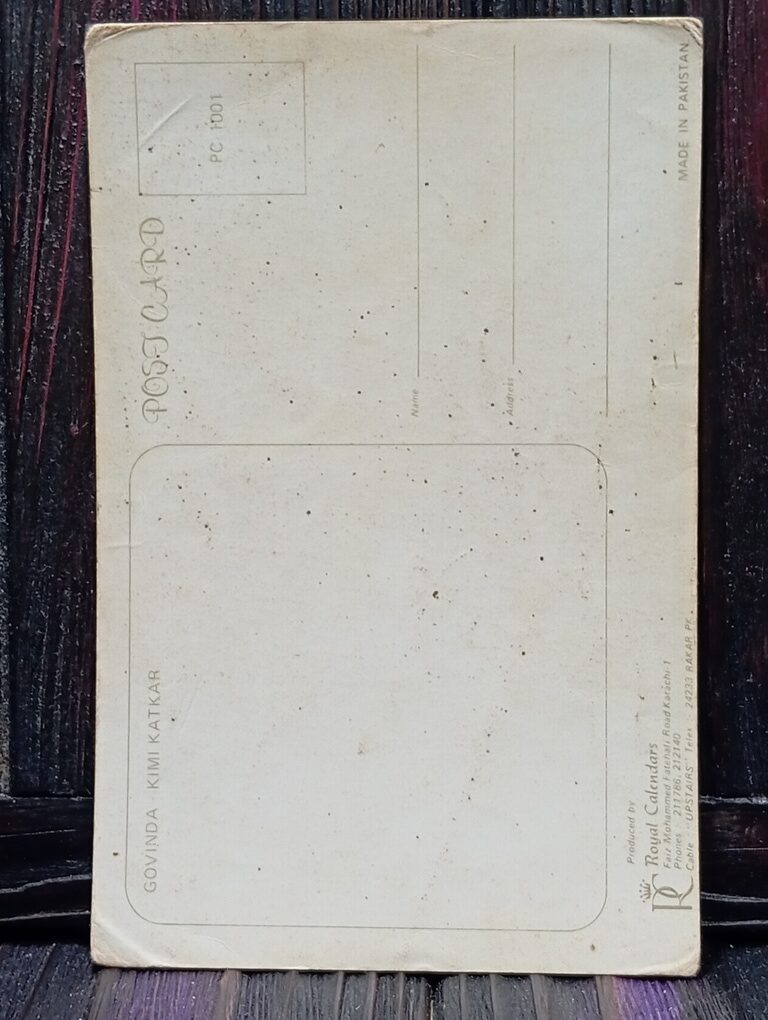 GOVINDA KIMI KATKAR
POST CARD
PC 1001
Name
Address
Produced by
Royal Calendars
Faiz Mohammed Fatehali Road Karachi-1
Phones 211786, 212140
Cable "UPSTAIRS" Telex 24233 RAKAR PK
MADE IN PAKISTAN